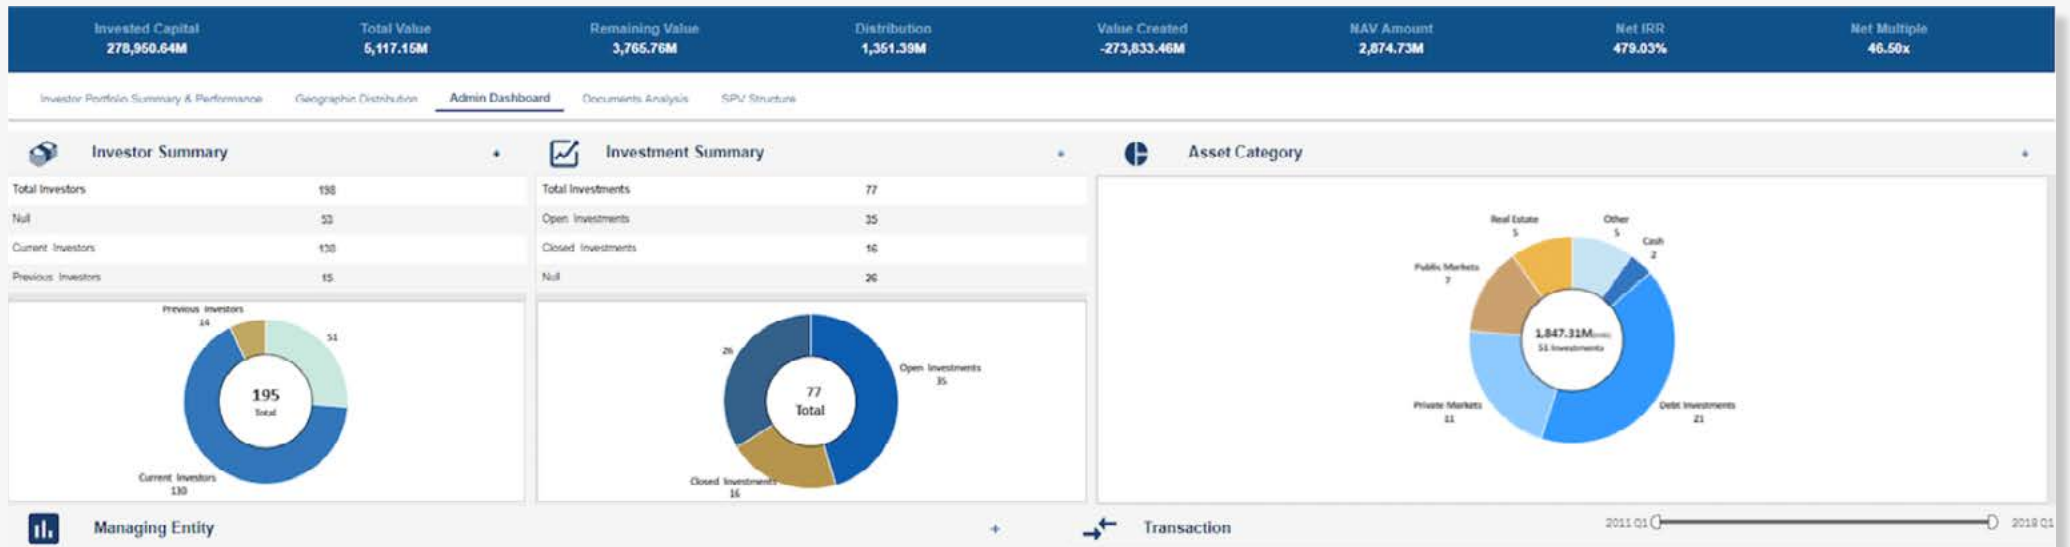 Invested Capital Total Value Remaining Value Distribution Value Created NAV Amount Net IRR Net Multiple
278,950.64M 5,117.15M 3,765.76M 1,351.39M -273,833.46M 2,874.73M 479.03% 46.50x
Investor Portfolio Summary & Performance Geographic Distribution Admin Dashboard Documents Analysis SPV Structure
Investor Summary
Total Investors 198
Null 53
Current Investors 130
Previous Investors 15
Previous Investors
14
51
195
Total
Current Investors
130
Investment Summary
Total Investments 77
Open Investments 35
Closed Investments 16
Null 26
26
Open Investments
35
77
Total
Closed Investments
16
Asset Category
Real Estate
5
Other
5
Cash
2
Public Markets
7
1,847.31M
51 Investments
Private Markets
11
Debt Investments
21
Managing Entity
Transaction
2011 Q1 2018 Q1